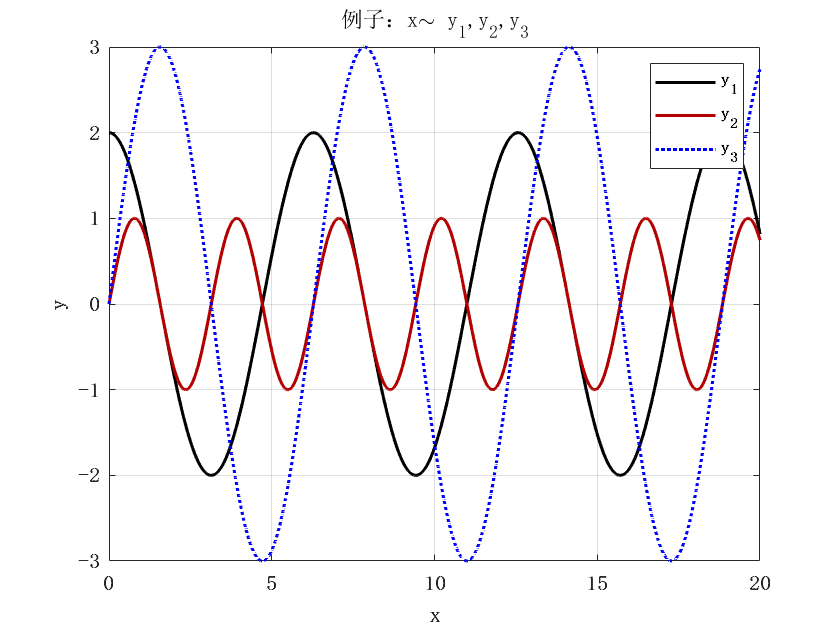 例子：x~ y₁,y₂,y₃
3
2
1
0
−1
−2
−3
y
y₁
y₂
y₃
0 5 10 15 20
x